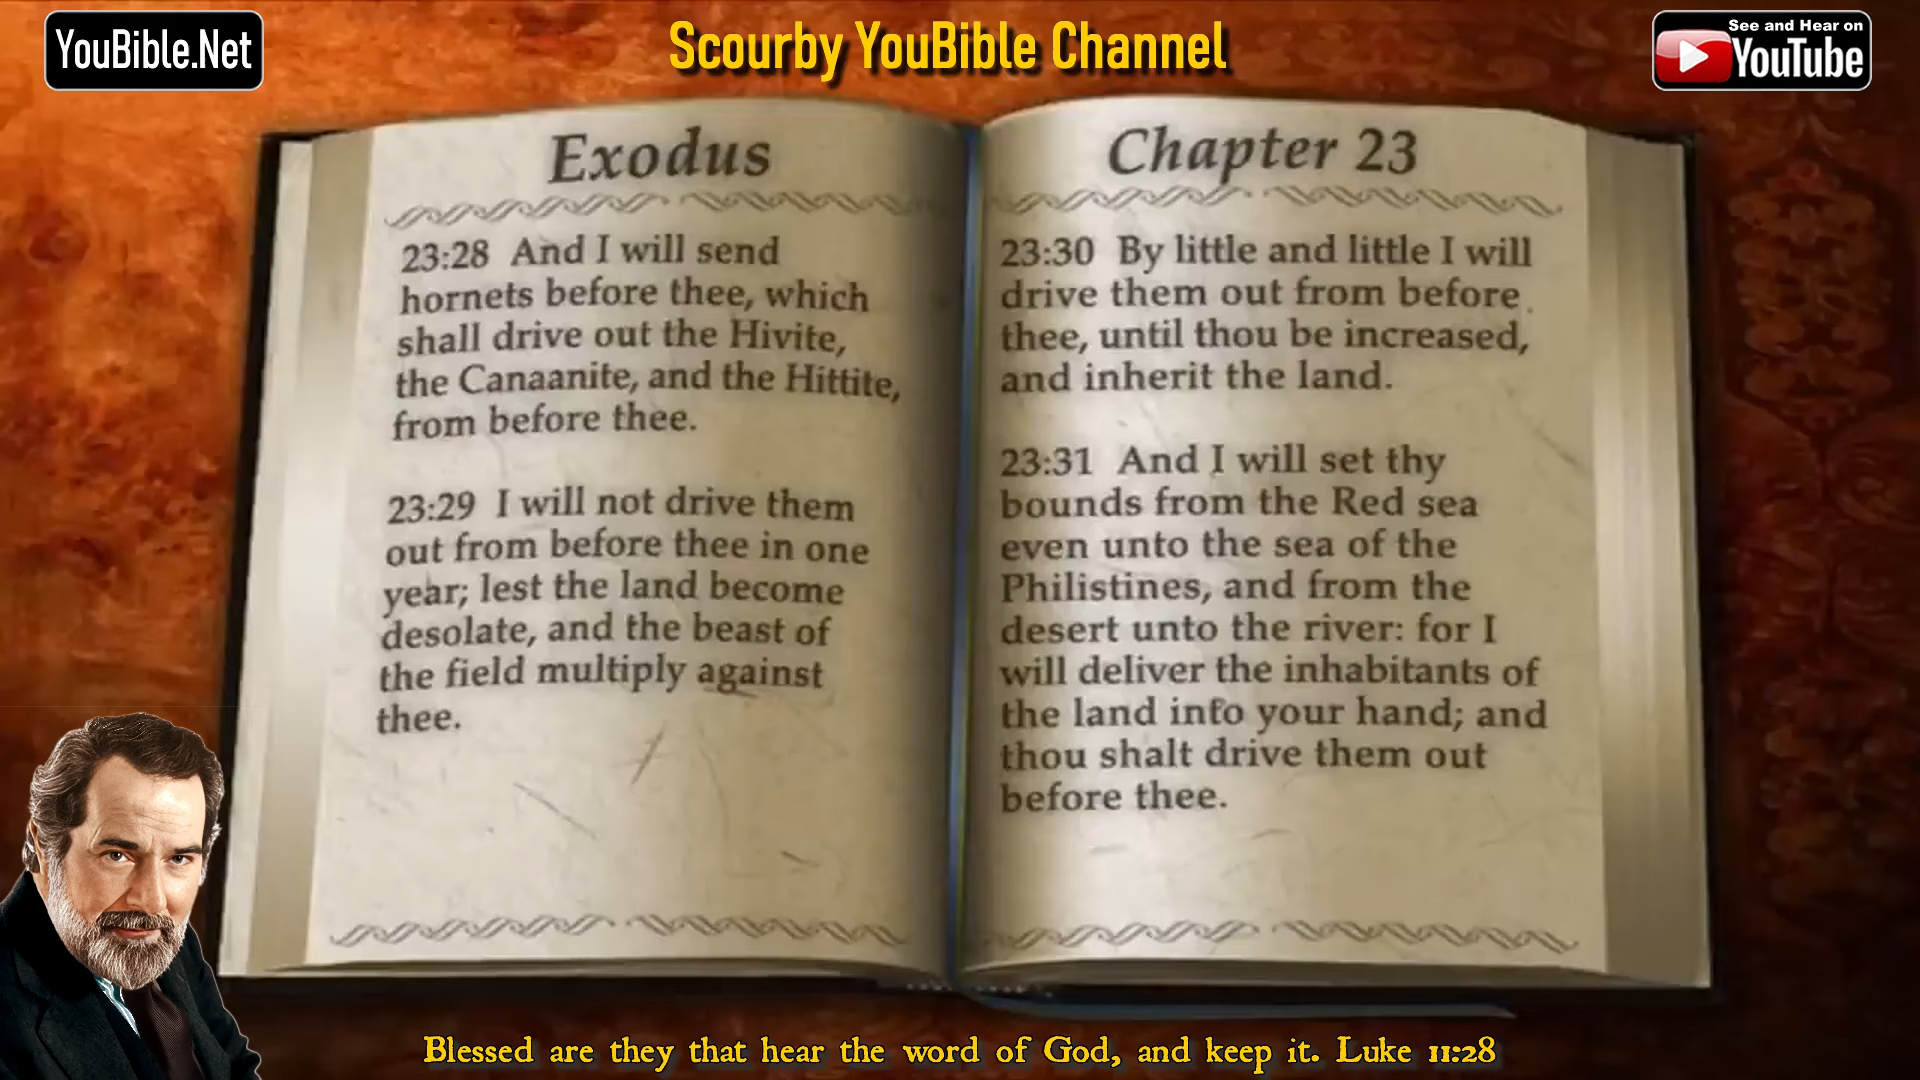 YouBible.Net
Scourby YouBible Channel
See and Hear on
YouTube
Exodus
23:28 And I will send
hornets before thee, which
shall drive out the Hivite,
the Canaanite, and the Hittite,
from before thee.
23:29 I will not drive them
out from before thee in one
year; lest the land become
desolate, and the beast of
the field multiply against
thee.
Chapter 23
23:30 By little and little I will
drive them out from before
thee, until thou be increased,
and inherit the land.
23:31 And I will set thy
bounds from the Red sea
even unto the sea of the
Philistines, and from the
desert unto the river: for I
will deliver the inhabitants of
the land into your hand; and
thou shalt drive them out
before thee.
Blessed are they that hear the word of God, and keep it. Luke 11:28